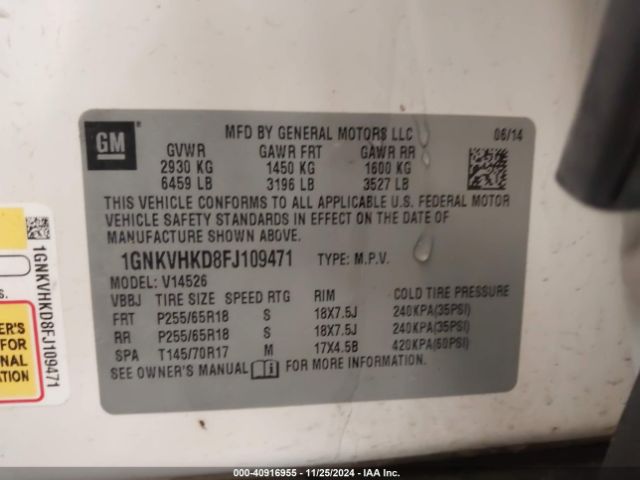 GM
MFD BY GENERAL MOTORS LLC 06/14
GVWR GAWR FRT GAWR RR
2930 KG 1450 KG 1600 KG
6459 LB 3196 LB 3527 LB
THIS VEHICLE CONFORMS TO ALL APPLICABLE U.S. FEDERAL MOTOR
VEHICLE SAFETY STANDARDS IN EFFECT ON THE DATE OF
MANUFACTURE SHOWN ABOVE.
1GNKVHKD8FJ109471 TYPE: M.P.V.
MODEL: V14526
VBBJ TIRE SIZE SPEED RTG RIM COLD TIRE PRESSURE
FRT P255/65R18 S 18X7.5J 240KPA(35PSI)
RR P255/65R18 S 18X7.5J 240KPA(35PSI)
SPA T145/70R17 M 17X4.5B 420KPA(60PSI)
SEE OWNER'S MANUAL FOR MORE INFORMATION.
1GNKVHKD8FJ109471
s.
ER'S
FOR
ONAL
TION
000-40916955 - 11/25/2024 - IAA Inc.